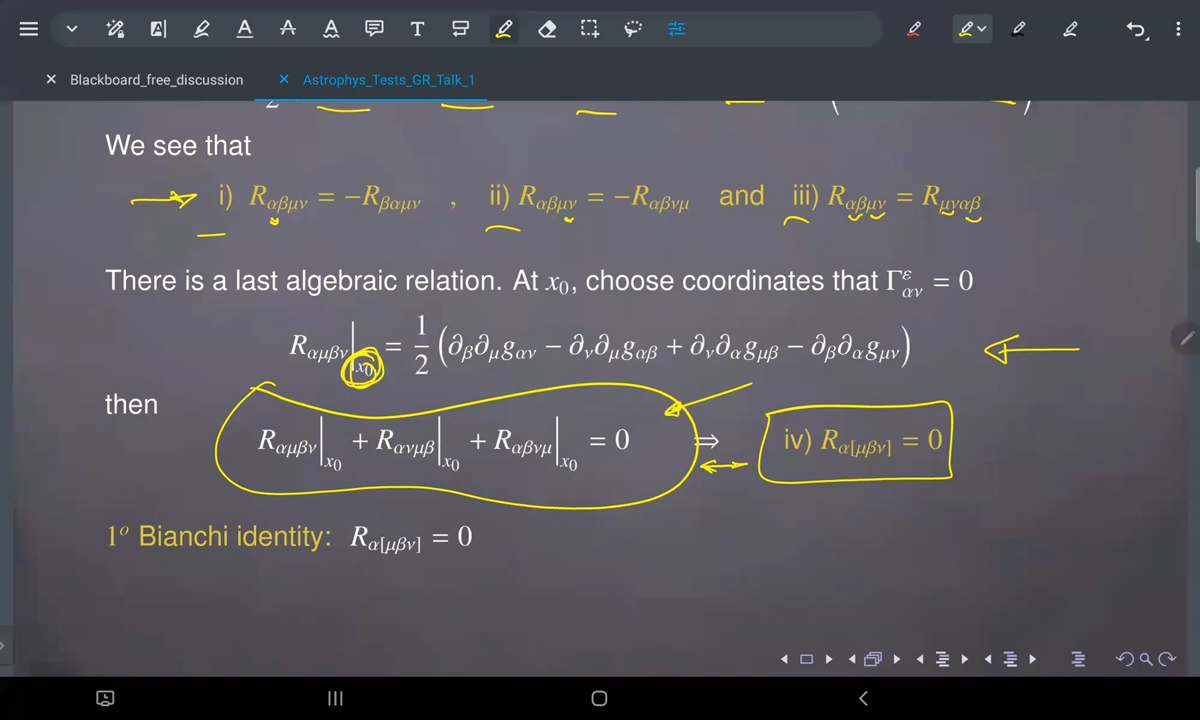 Blackboard_free_discussion Astrophys_Tests_GR_Talk_1
We see that
i) R_{αβμν} = −R_{βαμν} , ii) R_{αβμν} = −R_{αβνμ} and iii) R_{αβμν} = R_{μναβ}
There is a last algebraic relation. At x₀, choose coordinates that Γ^ε_{αν} = 0
R_{αμβν}|_{x₀} = 1/2 (∂_β∂_μ g_{αν} − ∂_ν∂_μ g_{αβ} + ∂_ν∂_α g_{μβ} − ∂_β∂_α g_{μν})
then
R_{αμβν}|_{x₀} + R_{ανμβ}|_{x₀} + R_{αβνμ}|_{x₀} = 0 ⇒ iv) R_{α[μβν]} = 0
1º Bianchi identity: R_{α[μβν]} = 0